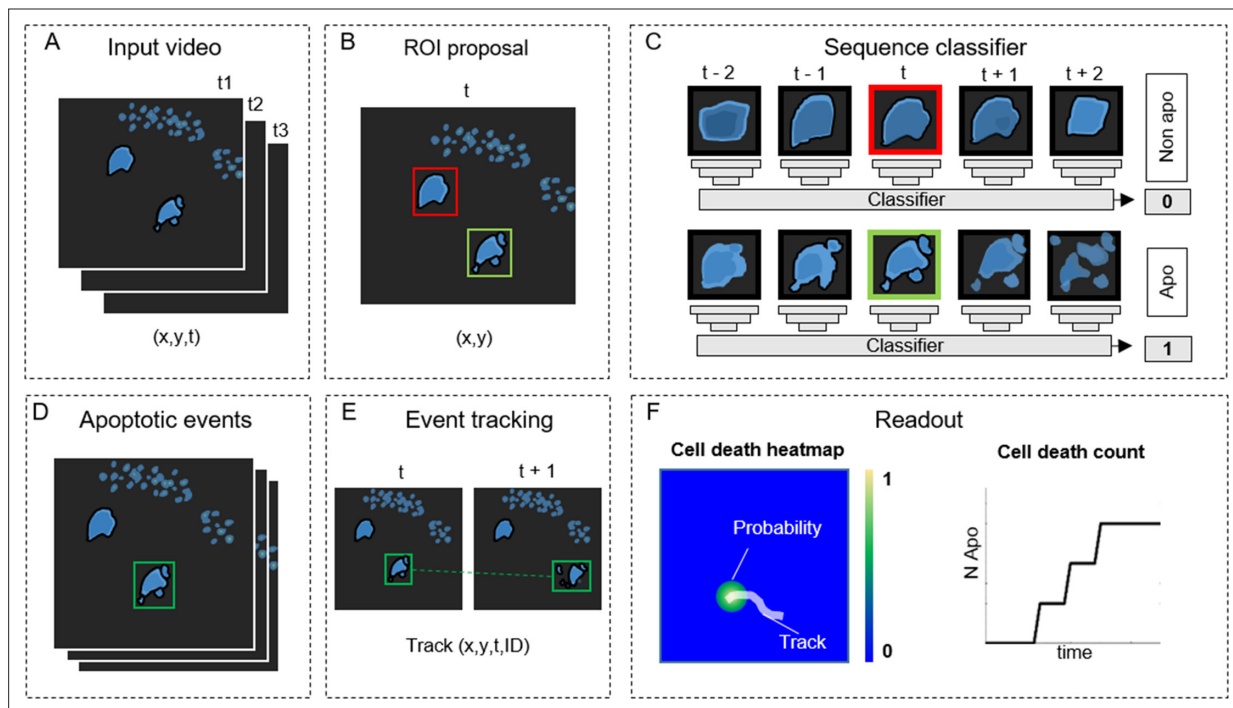 A
Input video
t1
t2
t3
(x,y,t)
B
ROI proposal
t
(x,y)
C
Sequence classifier
t - 2
t - 1
t
t + 1
t + 2
Non apo
Classifier
0
Apo
Classifier
1
D
Apoptotic events
E
Event tracking
t
t + 1
Track (x,y,t,ID)
F
Readout
Cell death heatmap
1
Probability
Track
0
Cell death count
N Apo
time